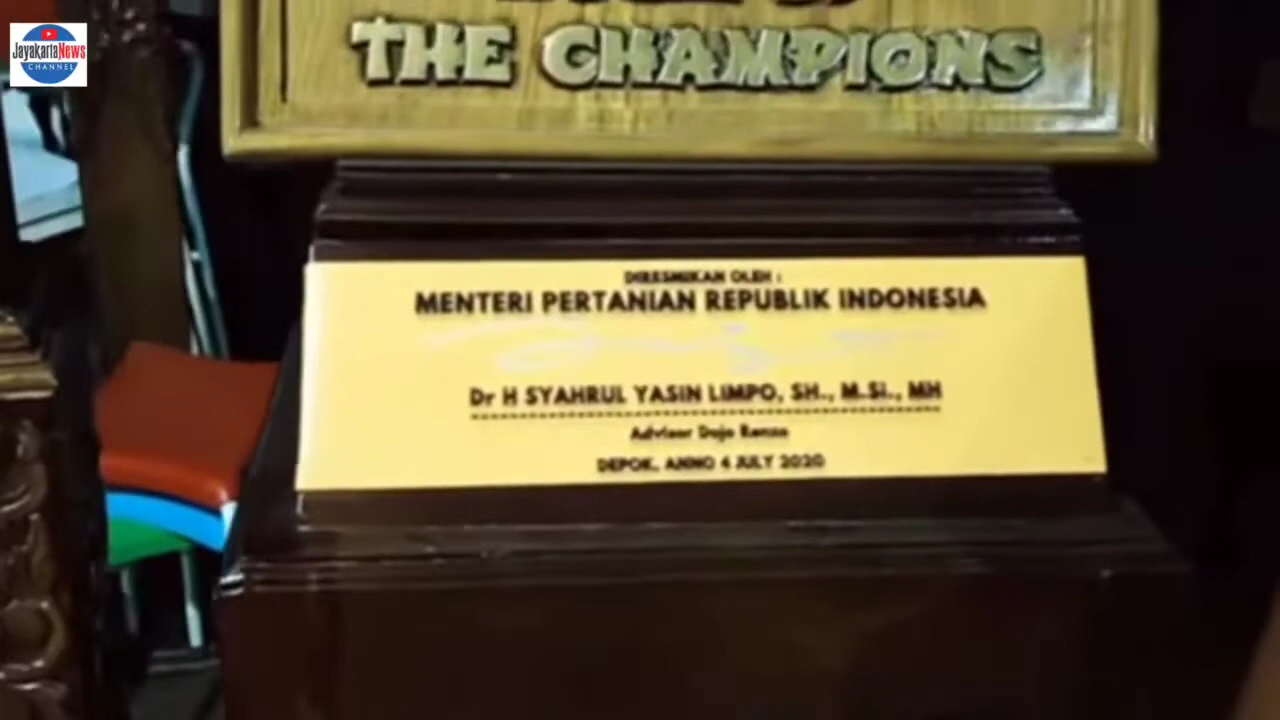 JayakartaNews
CHANNEL
THE CHAMPIONS
DIRESMIKAN OLEH :
MENTERI PERTANIAN REPUBLIK INDONESIA
Dr H SYAHRUL YASIN LIMPO, SH., M.Si., MH
Advisor Dojo Renzo
DEPOK, ANNO 4 JULY 2020